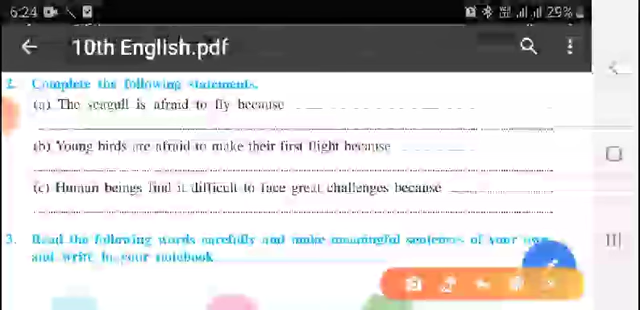 6:24 29%
10th English.pdf
2. Complete the following statements.
(a) The seagull is afraid to fly because
(b) Young birds are afraid to make their first flight because
(c) Human beings find it difficult to face great challenges because
3. Read the following words carefully and make meaningful sentences of your own
and write in your notebook